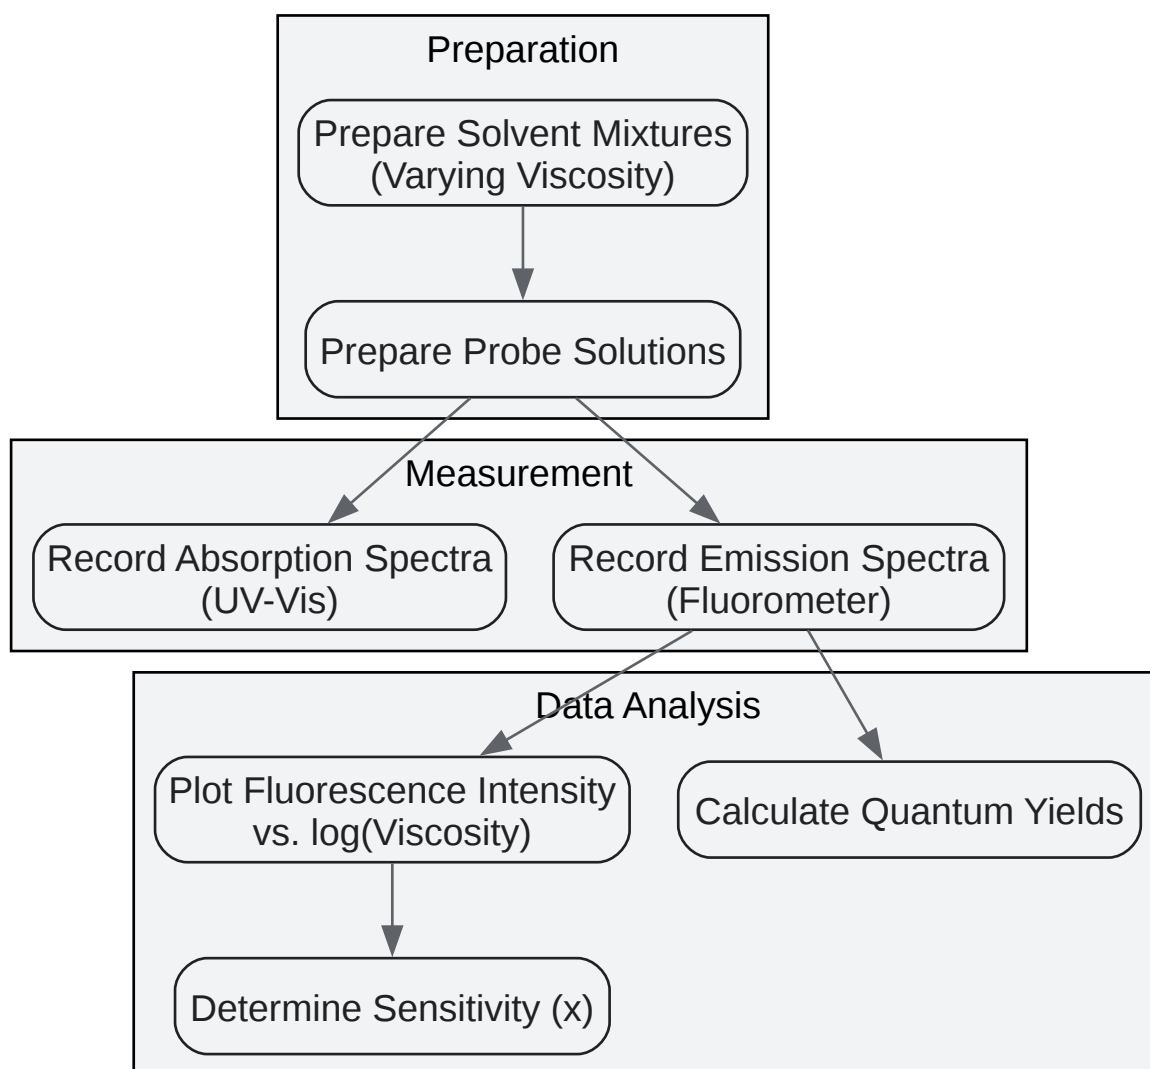 Preparation
Prepare Solvent Mixtures
(Varying Viscosity)
Prepare Probe Solutions
Measurement
Record Absorption Spectra
(UV-Vis)
Record Emission Spectra
(Fluorometer)
Data Analysis
Plot Fluorescence Intensity
vs. log(Viscosity)
Calculate Quantum Yields
Determine Sensitivity (x)